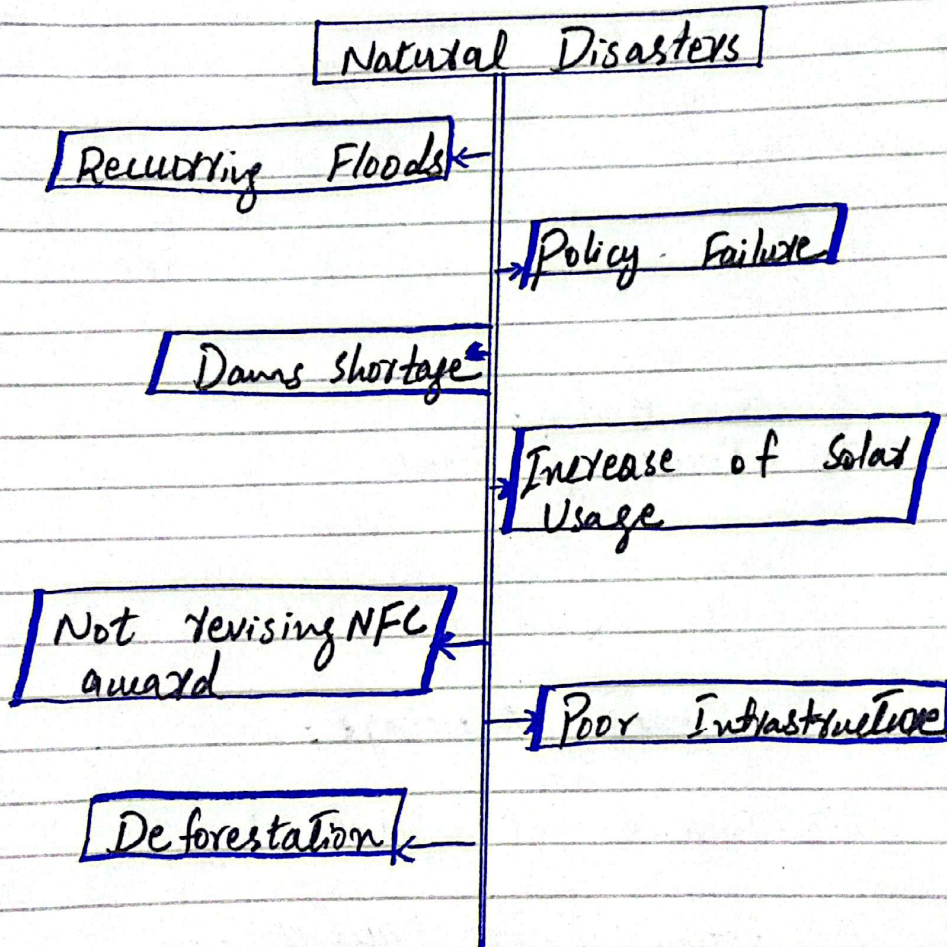 Natural Disasters
Recurring Floods
Policy Failure
Dams shortage
Increase of Solar
Usage
Not revising NFC
award
Poor Infrastructure
Deforestation